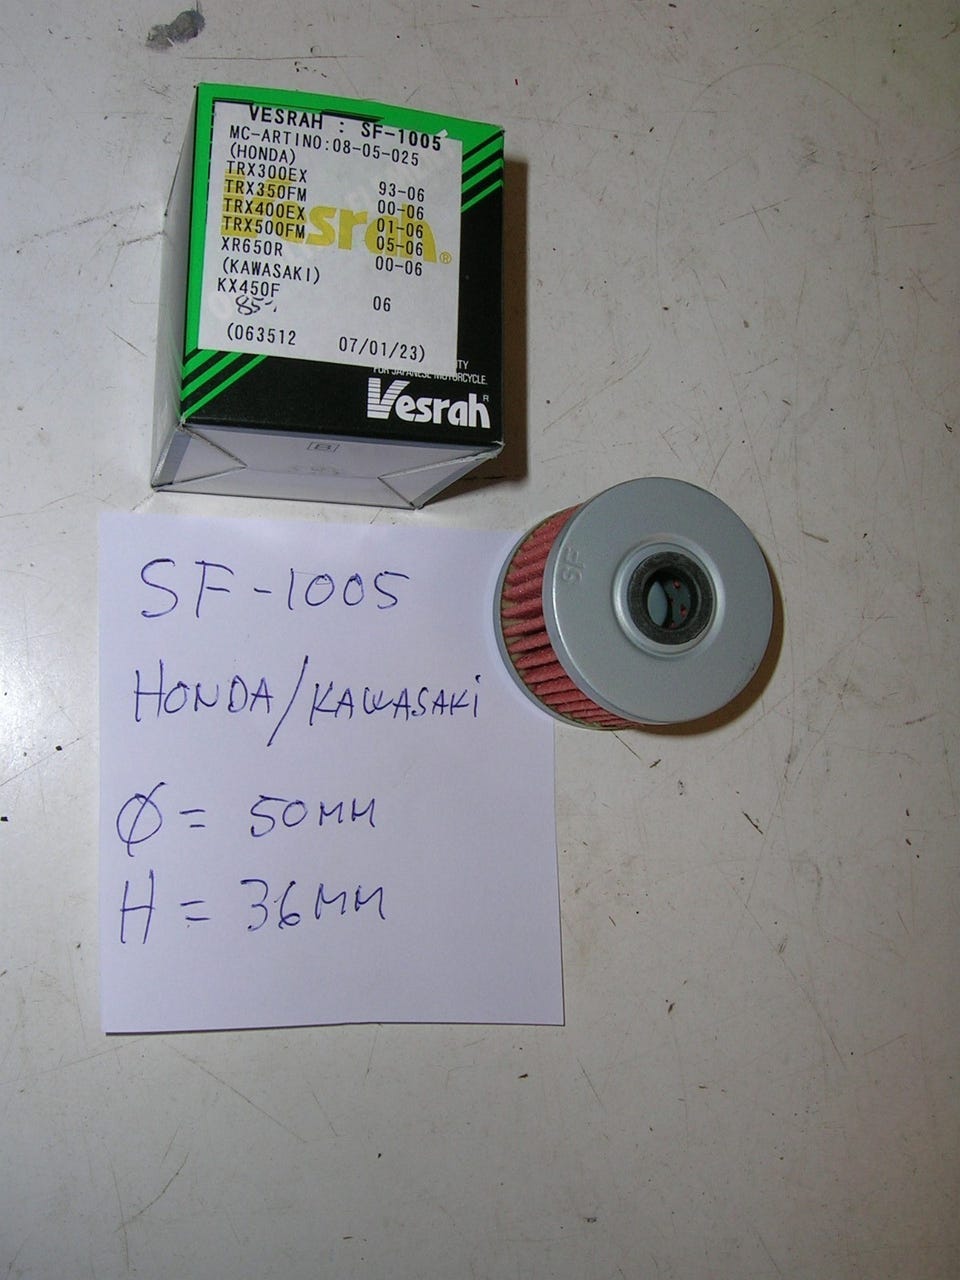 VESRAH : SF-1005
MC-ARTINO:08-05-025
(HONDA)
TRX300EX 93-06
TRX350FM 00-06
TRX400EX 01-06
TRX500FM 05-06
XR650R 00-06
(KAWASAKI)
KX450F 06
85,-
(063512 07/01/23)
Vesrah®
FOR JAPANESE MOTORCYCLE.
Vesrah R
B
SF
SF-1005
HONDA/KAWASAKI
Ø = 50MM
H = 36MM